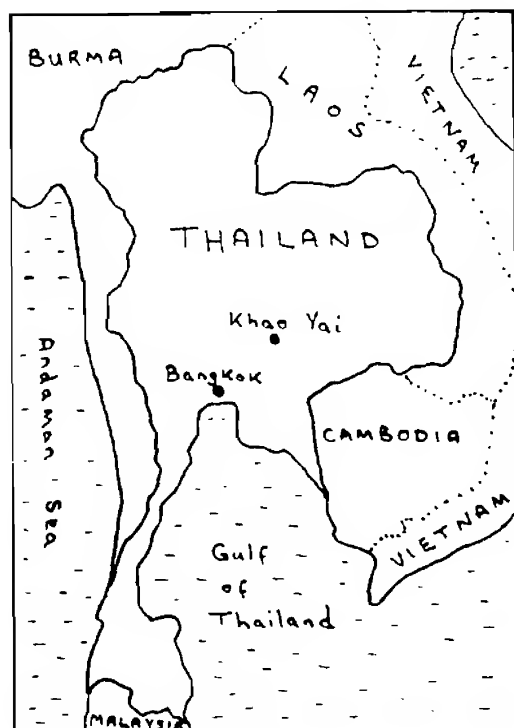 BURMA
LAOS
VIETNAM
THAILAND
Khao Yai
Bangkok
Andaman Sea
CAMBODIA
VIETNAM
Gulf
of
Thailand
MALAYSIA